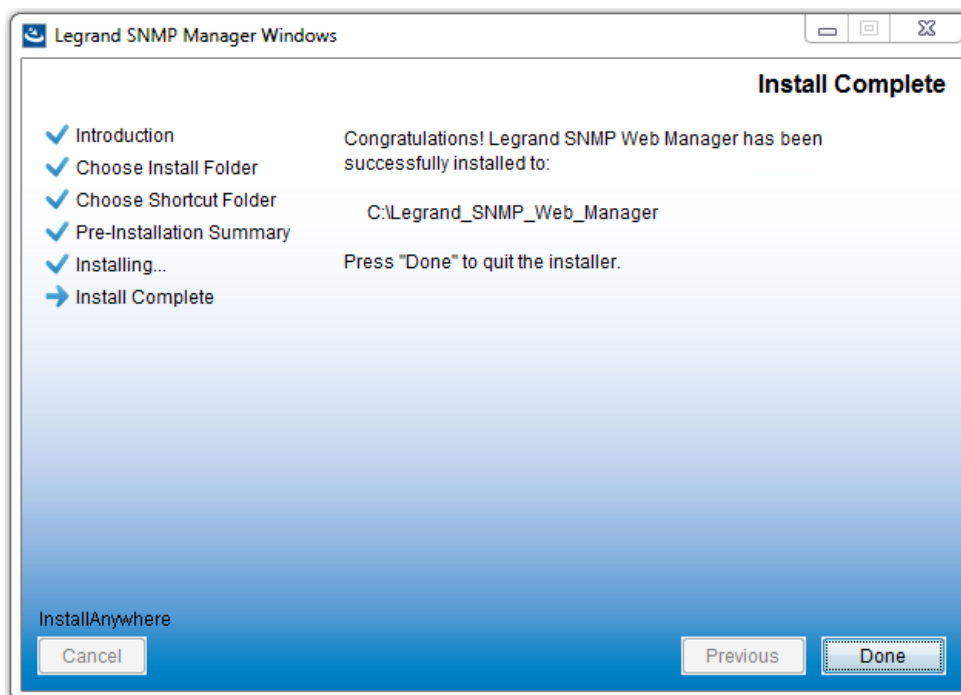 Legrand SNMP Manager Windows
Install Complete
Introduction
Choose Install Folder
Choose Shortcut Folder
Pre-Installation Summary
Installing...
Install Complete
Congratulations! Legrand SNMP Web Manager has been
successfully installed to:
C:\Legrand_SNMP_Web_Manager
Press "Done" to quit the installer.
InstallAnywhere
Cancel
Previous
Done